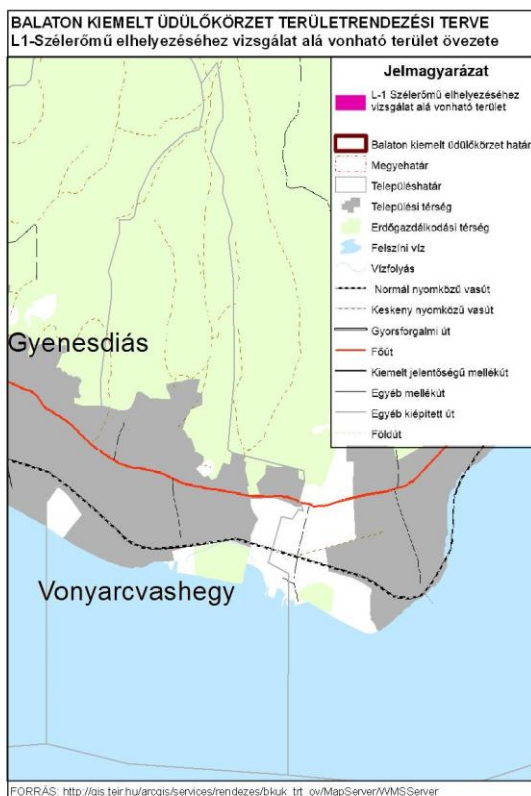 BALATON KIEMELT ÜDÜLŐKÖRZET TERÜLETRENDEZÉSI TERVE
L1-Szélerőmű elhelyezéséhez vizsgálat alá vonható terület övezete
Jelmagyarázat
L-1 Szélerőmű elhelyezéséhez
vizsgálat alá vonható terület
Balaton kiemelt üdülőkörzet határ
Megyehatár
Településhatár
Települési térség
Erdőgazdálkodási térség
Felszíni víz
Vízfolyás
Normál nyomközű vasút
Keskeny nyomközű vasút
Gyorsforgalmi út
Főút
Kiemelt jelentőségű mellékút
Egyéb mellékút
Egyéb kiépített út
Földút
Gyenesdiás
Vonyarcvashegy
FORRÁS: http://gis.teir.hu/arcgis/services/rendezes/bkuk_trt_ov/MapServer/WMSServer